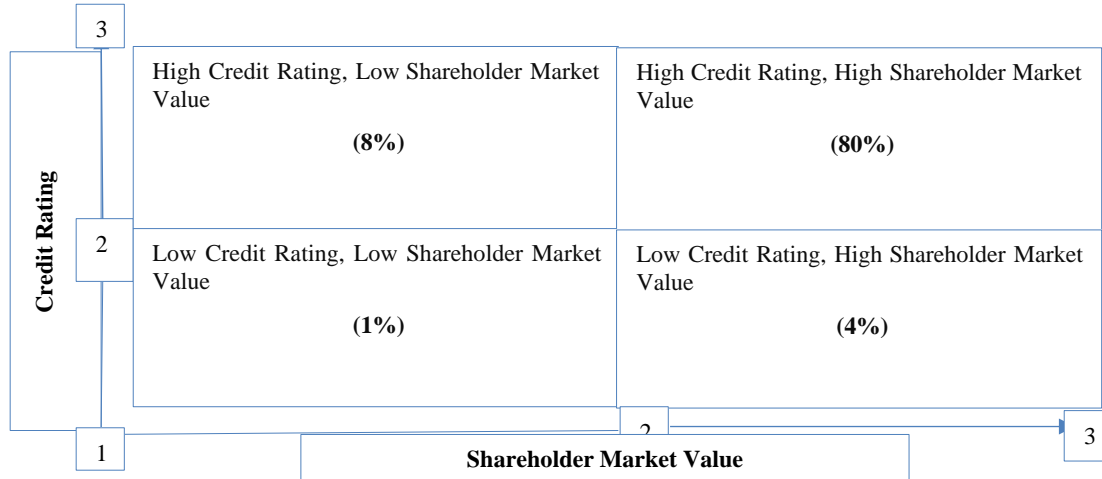 3
High Credit Rating, Low Shareholder Market
Value
(8%)
High Credit Rating, High Shareholder Market
Value
(80%)
Credit Rating
2
Low Credit Rating, Low Shareholder Market
Value
(1%)
Low Credit Rating, High Shareholder Market
Value
(4%)
1
2
3
Shareholder Market Value